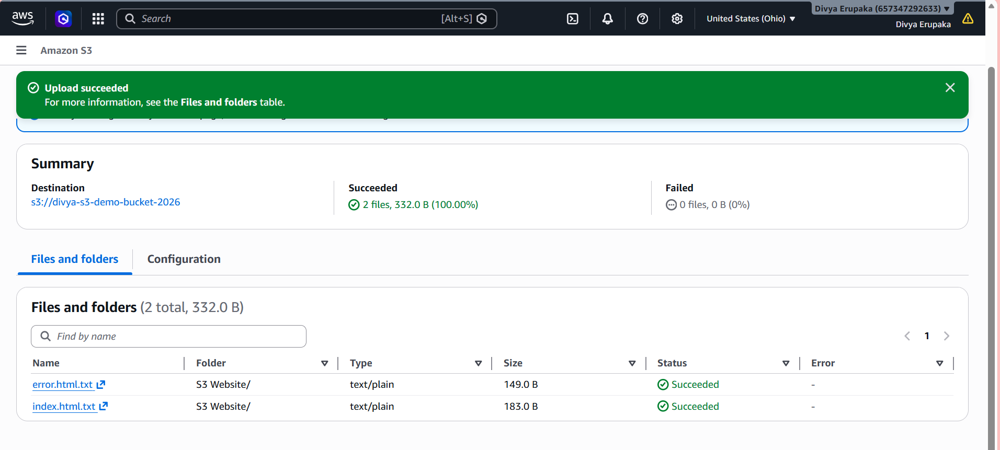 aws
Search
[Alt+S]
United States (Ohio)
Divya Erupaka (657347292633)
Divya Erupaka
Amazon S3
Upload succeeded
For more information, see the Files and folders table.
Summary
Destination
s3://divya-s3-demo-bucket-2026
Succeeded
2 files, 332.0 B (100.00%)
Failed
0 files, 0 B (0%)
Files and folders
Configuration
Files and folders (2 total, 332.0 B)
Find by name
1
Name Folder Type Size Status Error
error.html.txt S3 Website/ text/plain 149.0 B Succeeded -
index.html.txt S3 Website/ text/plain 183.0 B Succeeded -